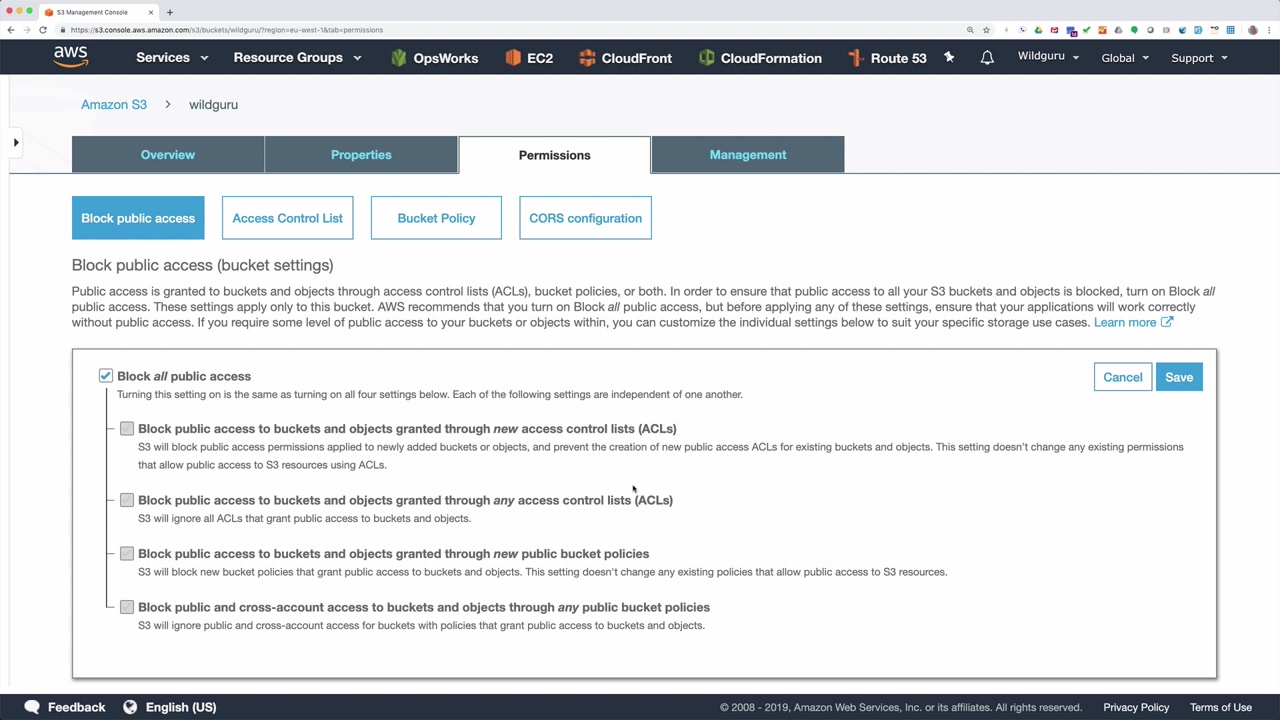 S3 Management Console
https://s3.console.aws.amazon.com/s3/buckets/wildguru/?region=eu-west-1&tab=permissions
aws
Services
Resource Groups
OpsWorks
EC2
CloudFront
CloudFormation
Route 53
Wildguru
Global
Support
Amazon S3
wildguru
Overview
Properties
Permissions
Management
Block public access
Access Control List
Bucket Policy
CORS configuration
Block public access (bucket settings)
Public access is granted to buckets and objects through access control lists (ACLs), bucket policies, or both. In order to ensure that public access to all your S3 buckets and objects is blocked, turn on Block all
public access. These settings apply only to this bucket. AWS recommends that you turn on Block all public access, but before applying any of these settings, ensure that your applications will work correctly
without public access. If you require some level of public access to your buckets or objects within, you can customize the individual settings below to suit your specific storage use cases. Learn more
Block all public access
Cancel
Save
Turning this setting on is the same as turning on all four settings below. Each of the following settings are independent of one another.
Block public access to buckets and objects granted through new access control lists (ACLs)
S3 will block public access permissions applied to newly added buckets or objects, and prevent the creation of new public access ACLs for existing buckets and objects. This setting doesn't change any existing permissions
that allow public access to S3 resources using ACLs.
Block public access to buckets and objects granted through any access control lists (ACLs)
S3 will ignore all ACLs that grant public access to buckets and objects.
Block public access to buckets and objects granted through new public bucket policies
S3 will block new bucket policies that grant public access to buckets and objects. This setting doesn't change any existing policies that allow public access to S3 resources.
Block public and cross-account access to buckets and objects through any public bucket policies
S3 will ignore public and cross-account access for buckets with policies that grant public access to buckets and objects.
Feedback
English (US)
© 2008 - 2019, Amazon Web Services, Inc. or its affiliates. All rights reserved.
Privacy Policy
Terms of Use